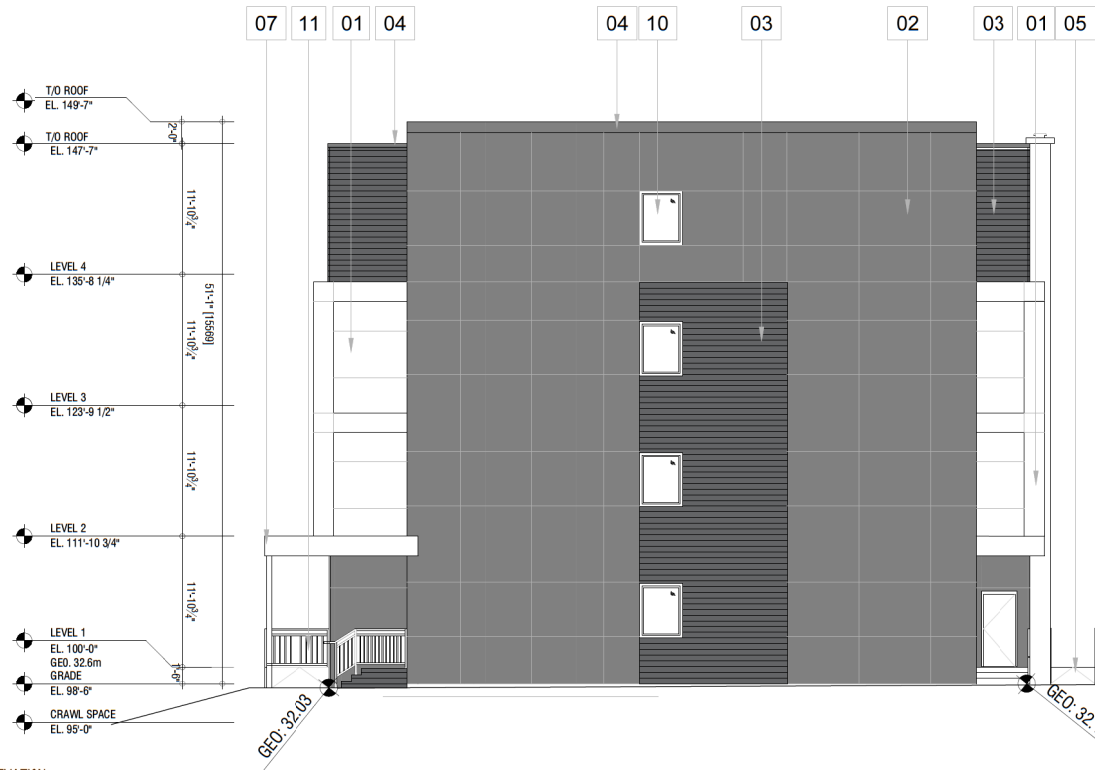 07 11 01 04 04 10 03 02 03 01 05
T/O ROOF
EL. 149'-7"
T/O ROOF
EL. 147'-7"
2'-0"
11'-10¾"
LEVEL 4
EL. 135'-8 1/4"
51'-1" [15569]
11'-10¾"
LEVEL 3
EL. 123'-9 1/2"
11'-10¾"
LEVEL 2
EL. 111'-10 3/4"
11'-10¾"
LEVEL 1
EL. 100'-0"
GEO. 32.6m
1'-6"
GRADE
EL. 98'-6"
CRAWL SPACE
EL. 95'-0"
GEO: 32.03
GEO: 32.